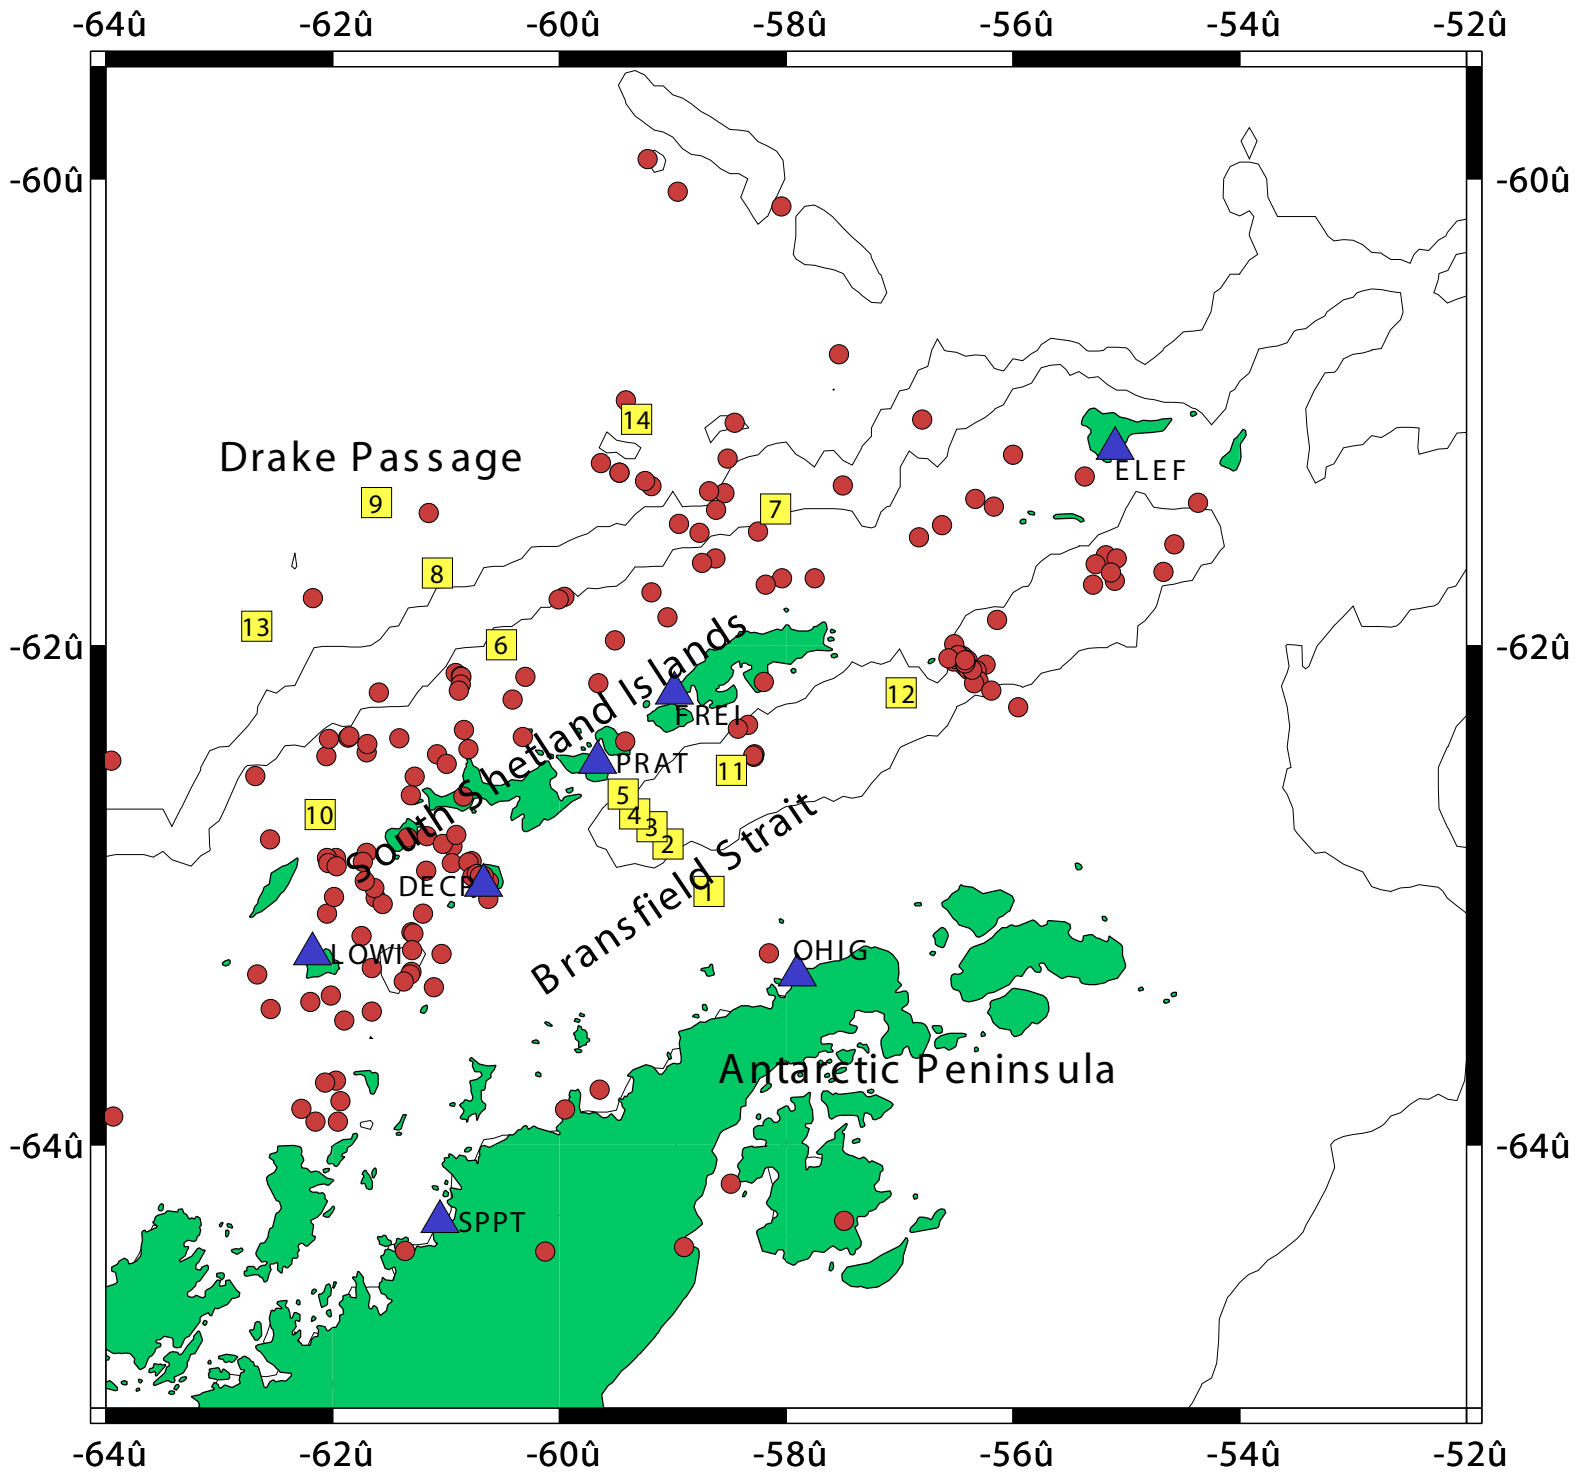 -64û -62û -60û -58û -56û -54û -52û
-60û -60û
14
Drake Passage
ELEF
9
7
8
13
-62û 6 -62û
South Shetland Islands
12
FREI
PRAT
11
5
10
4
3
2
Bransfield Strait
DECP
1
OHIG
LOWI
Antarctic Peninsula
-64û -64û
SPPT
-64û -62û -60û -58û -56û -54û -52û